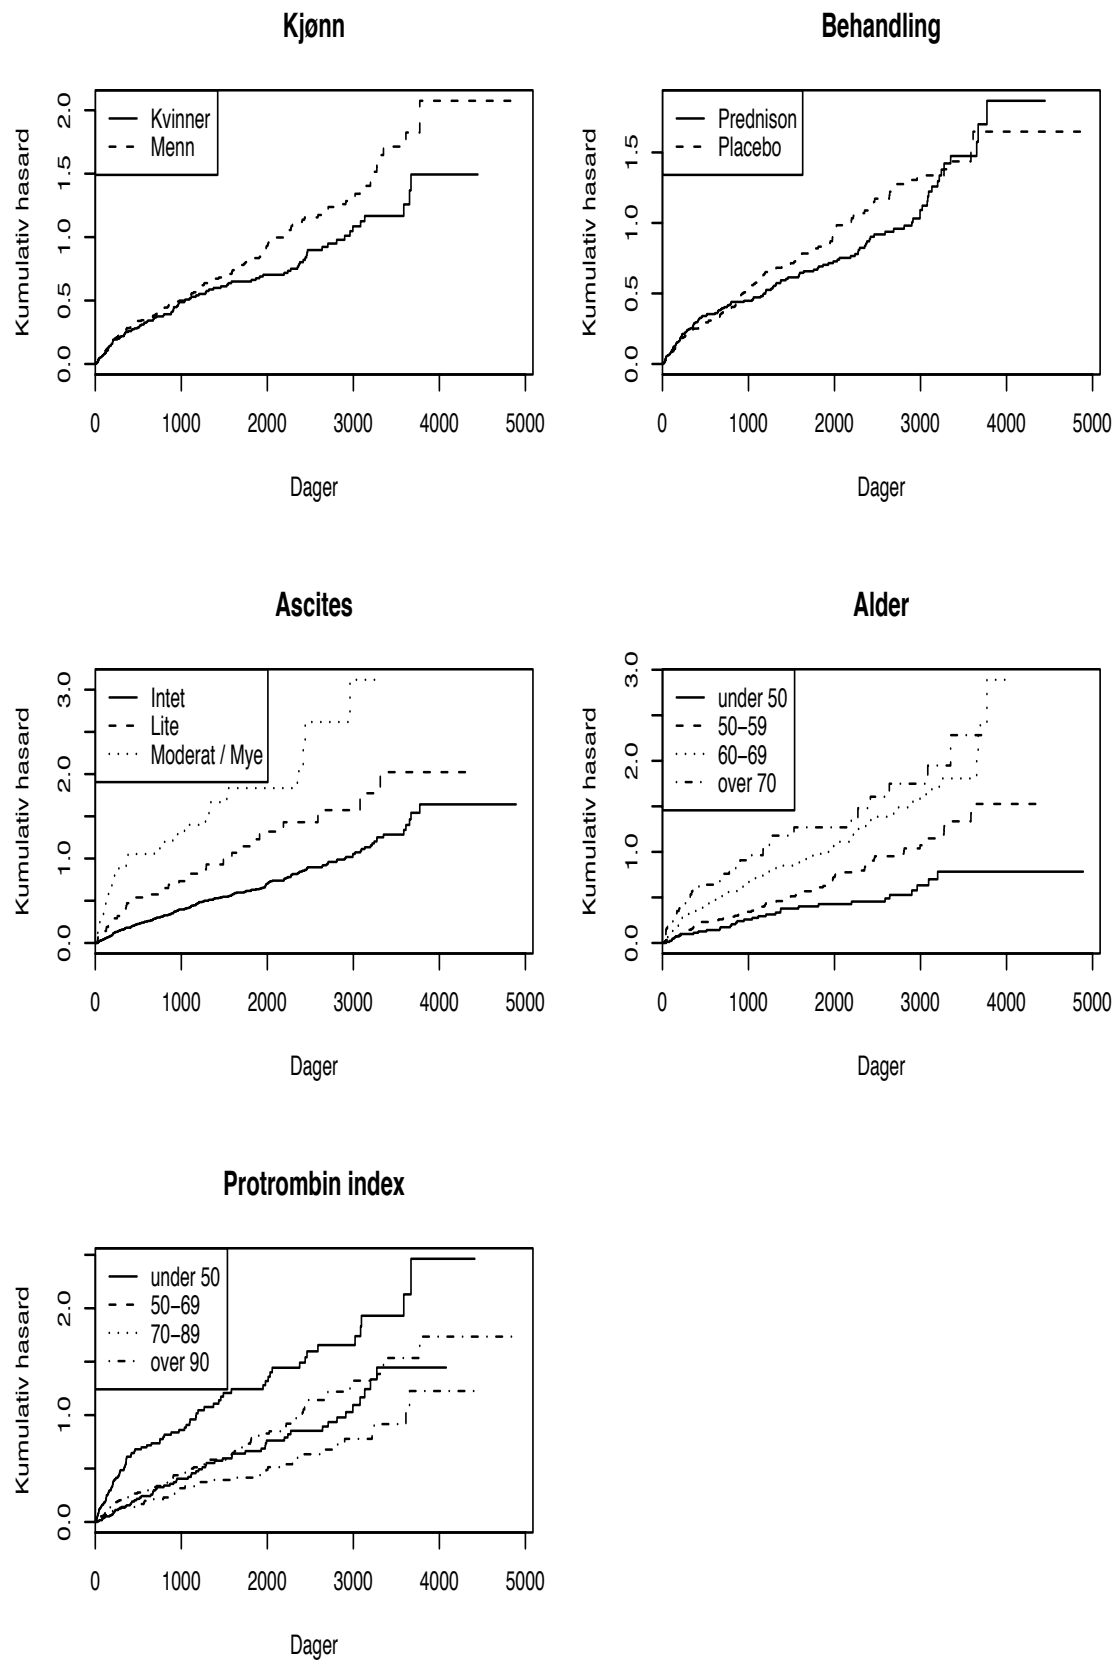 Kjønn
Kumulativ hasard
2.0
1.5
1.0
0.5
0.0
Kvinner
Menn
0 1000 2000 3000 4000 5000
Dager
Behandling
Kumulativ hasard
1.5
1.0
0.5
0.0
Prednison
Placebo
0 1000 2000 3000 4000 5000
Dager
Ascites
Kumulativ hasard
3.0
2.0
1.0
0.0
Intet
Lite
Moderat / Mye
0 1000 2000 3000 4000 5000
Dager
Alder
Kumulativ hasard
3.0
2.0
1.0
0.0
under 50
50−59
60−69
over 70
0 1000 2000 3000 4000 5000
Dager
Protrombin index
Kumulativ hasard
2.0
1.0
0.0
under 50
50−69
70−89
over 90
0 1000 2000 3000 4000 5000
Dager